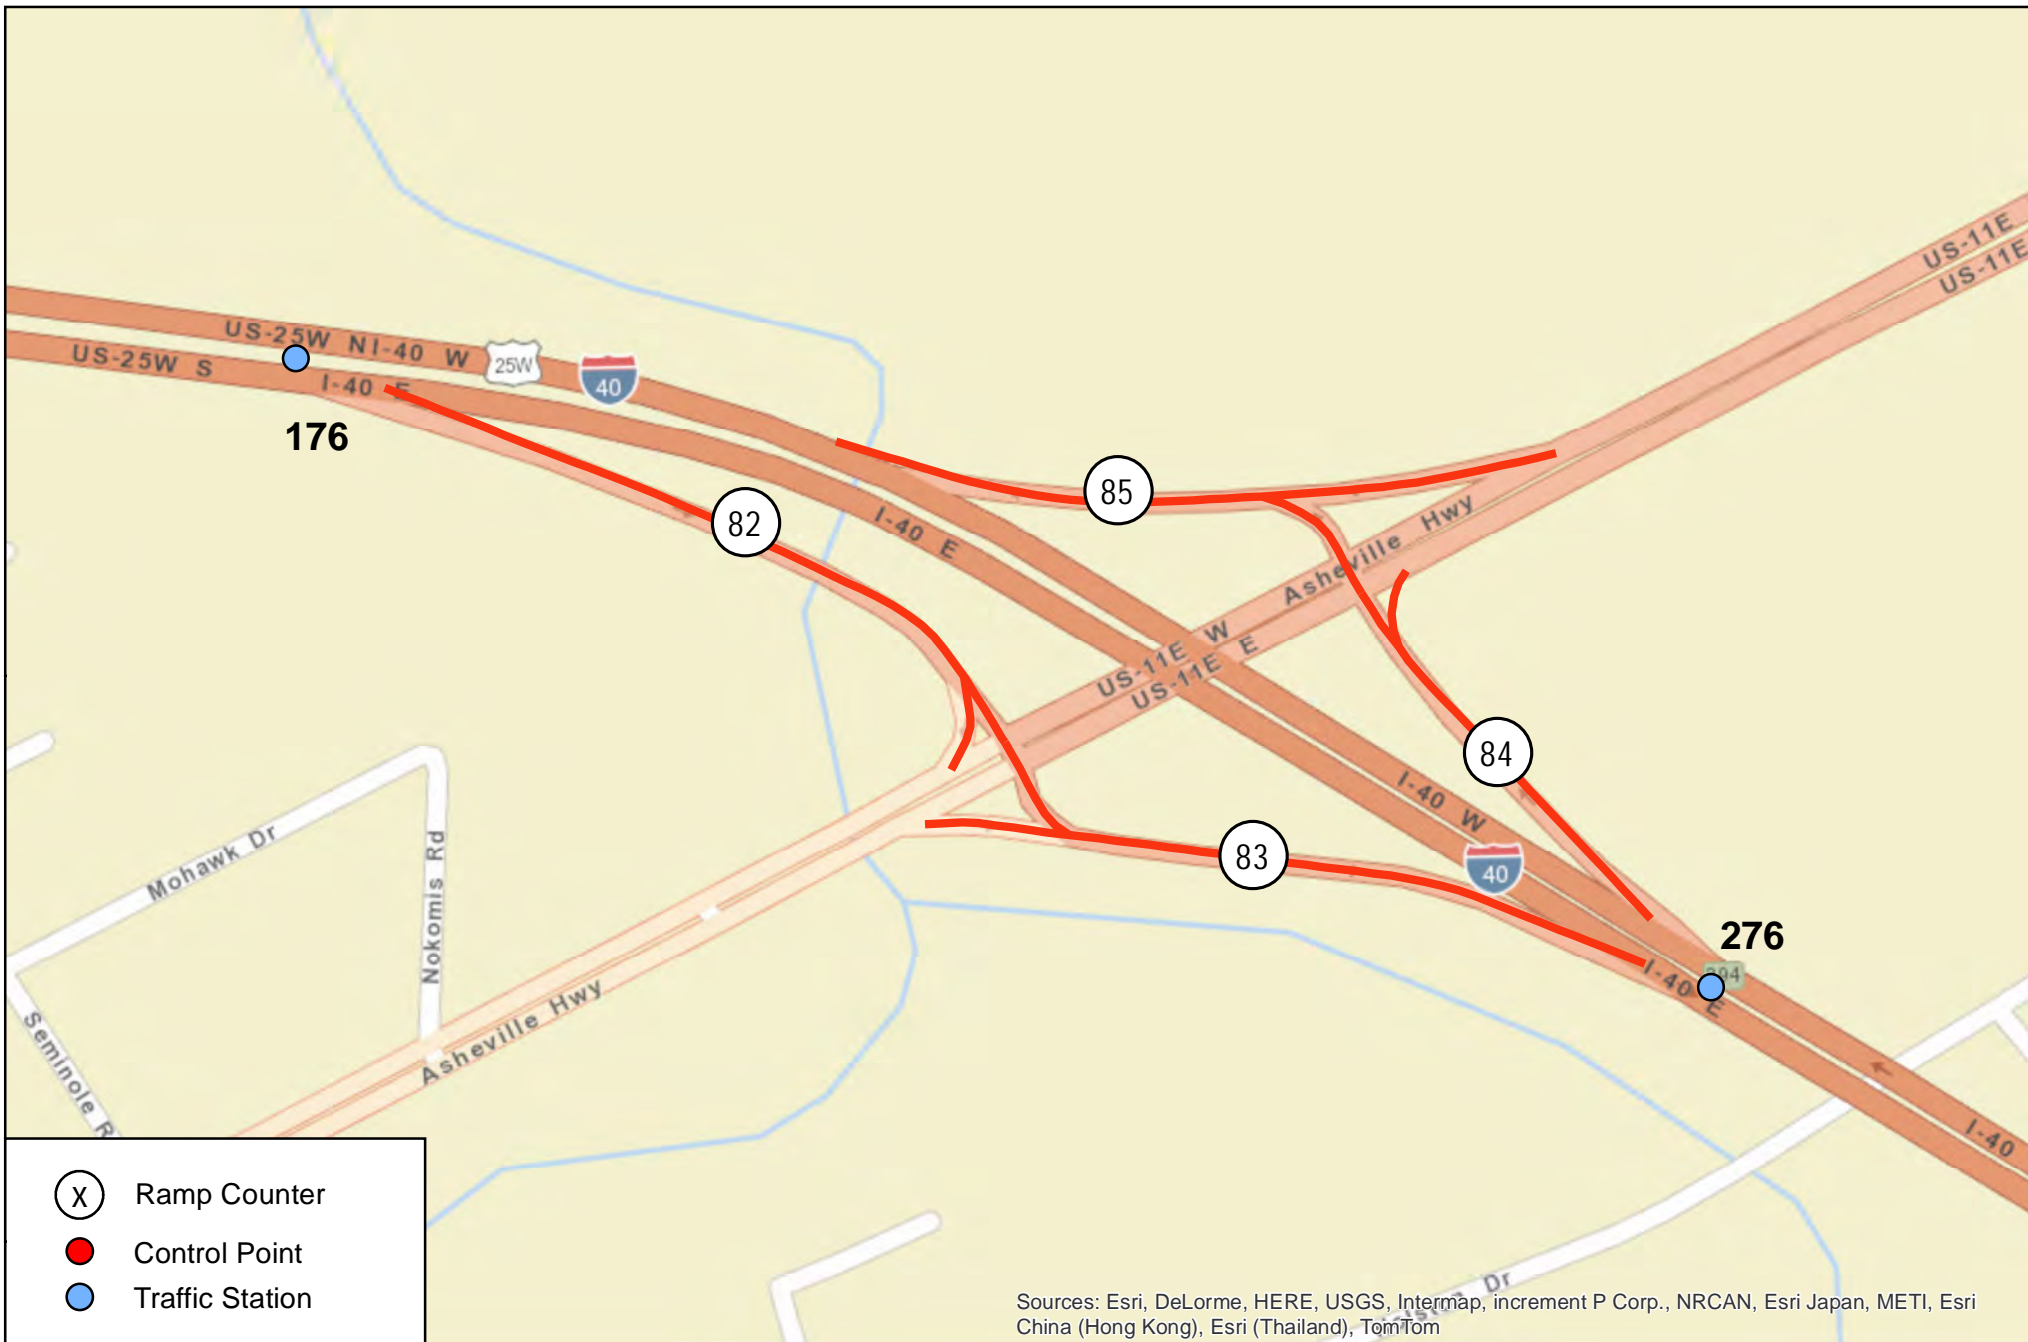 US-11E
US-11E
US-25W N I-40 W
25W
40
US-25W S
I-40 E
176
85
82
I-40 E
Asheville Hwy
US-11E W
US-11E E
84
I-40 W
83
40
276
I-40 E
I-40
Mohawk Dr
Nokomis Rd
Asheville Hwy
Seminole R
X Ramp Counter
Control Point
Traffic Station
Dr
Sources: Esri, DeLorme, HERE, USGS, Intermap, increment P Corp., NRCAN, Esri Japan, METI, Esri
China (Hong Kong), Esri (Thailand), TomTom